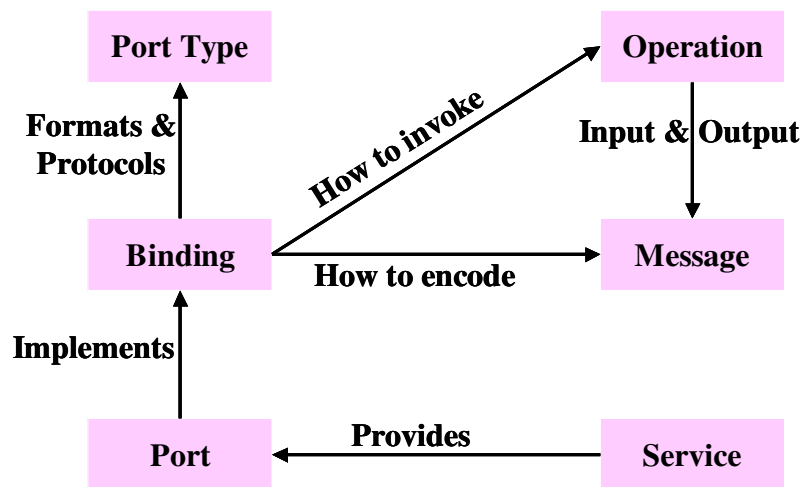 Port Type
Operation
Formats &
Protocols
How to invoke
Input & Output
Binding
Message
How to encode
Implements
Port
Provides
Service